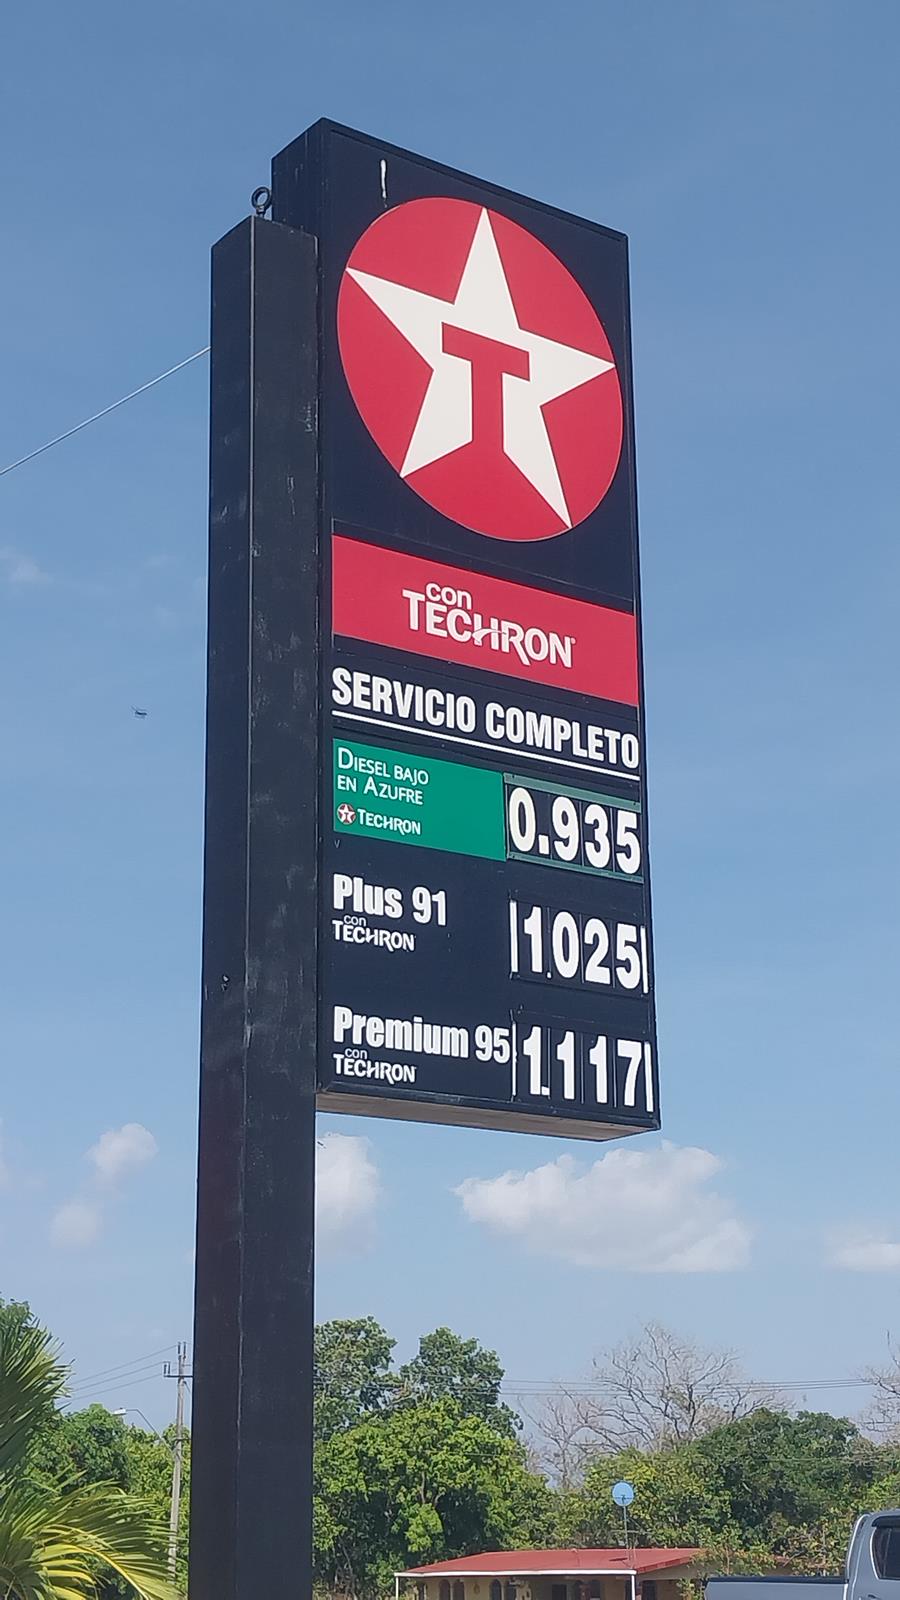 T
con
TECHRON
SERVICIO COMPLETO
DIESEL BAJO
EN AZUFRE
TECHRON
0.935
Plus 91
con
TECHRON
1.025
Premium 95
con
TECHRON
1.117